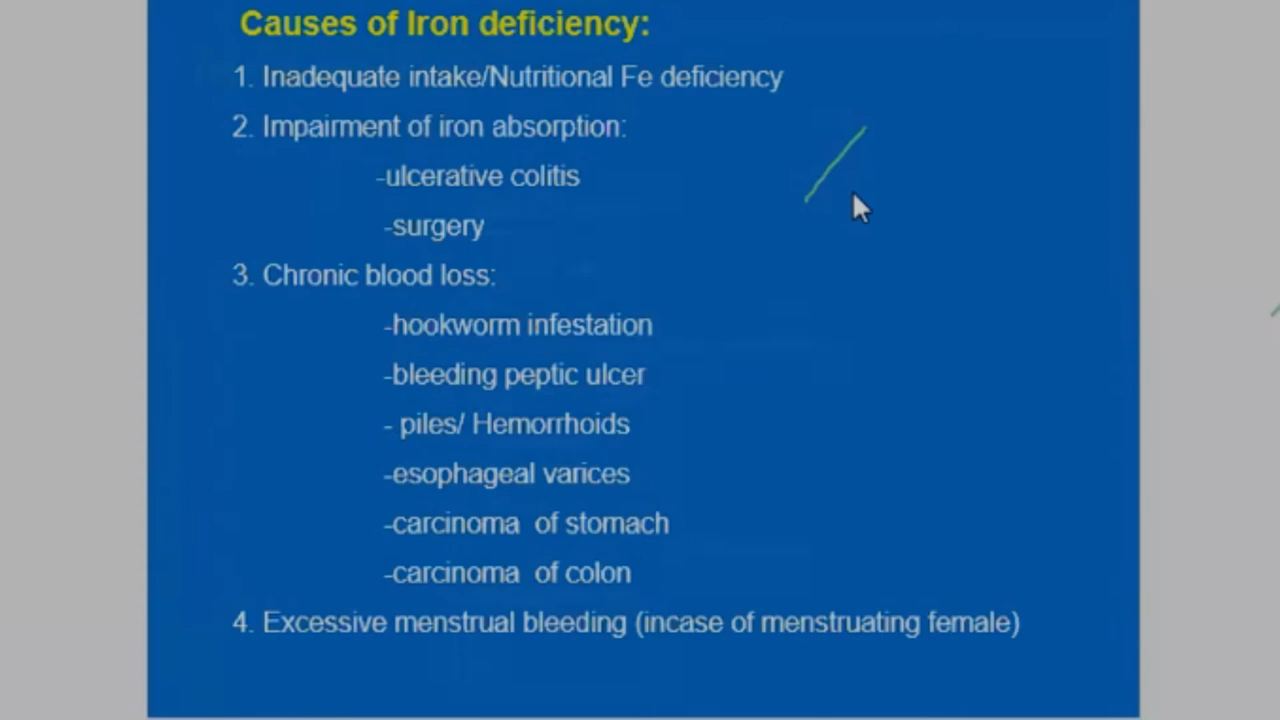 Causes of Iron deficiency:
1. Inadequate intake/Nutritional Fe deficiency
2. Impairment of iron absorption:
-ulcerative colitis
-surgery
3. Chronic blood loss:
-hookworm infestation
-bleeding peptic ulcer
- piles/ Hemorrhoids
-esophageal varices
-carcinoma  of stomach
-carcinoma  of colon
4. Excessive menstrual bleeding (incase of menstruating female)